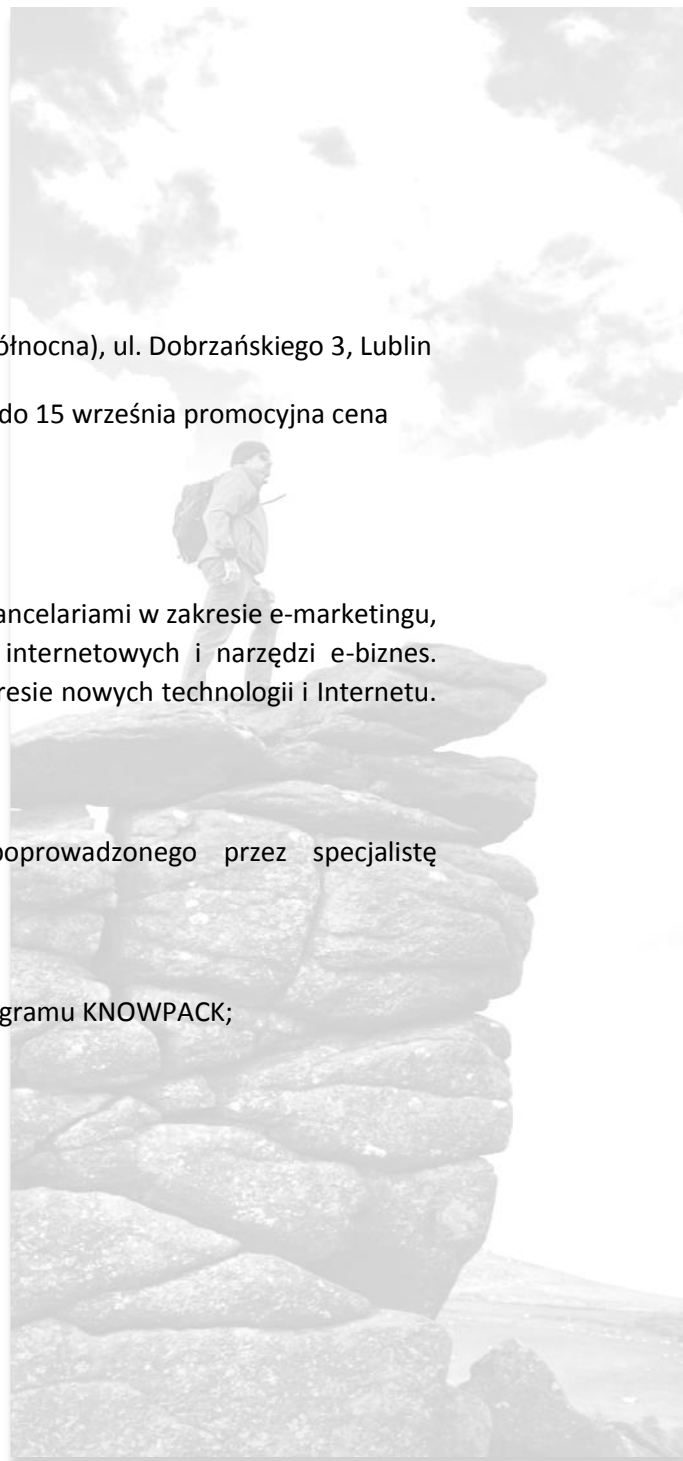 ółnocna), ul. Dobrzańskiego 3, Lublin
do 15 września promocyjna cena
ancelariami w zakresie e-marketingu,
internetowych i narzędzi e-biznes.
resie nowych technologii i Internetu.
poprowadzonego przez specjalistę
gramu KNOWPACK;